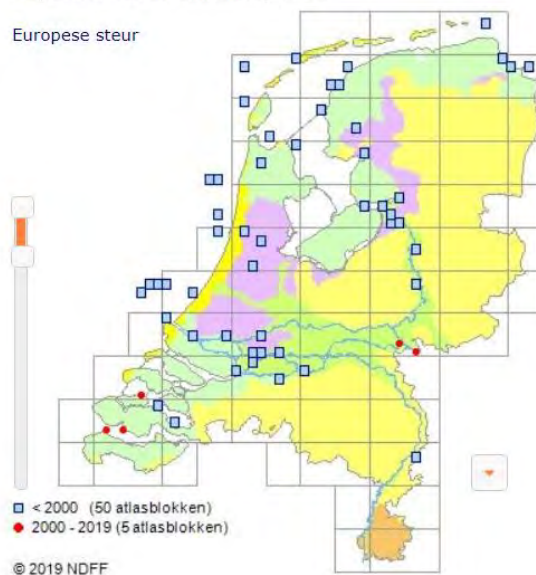 Europese steur
< 2000 (50 atlasblokken)
2000 - 2019 (5 atlasblokken)
© 2019 NDFF